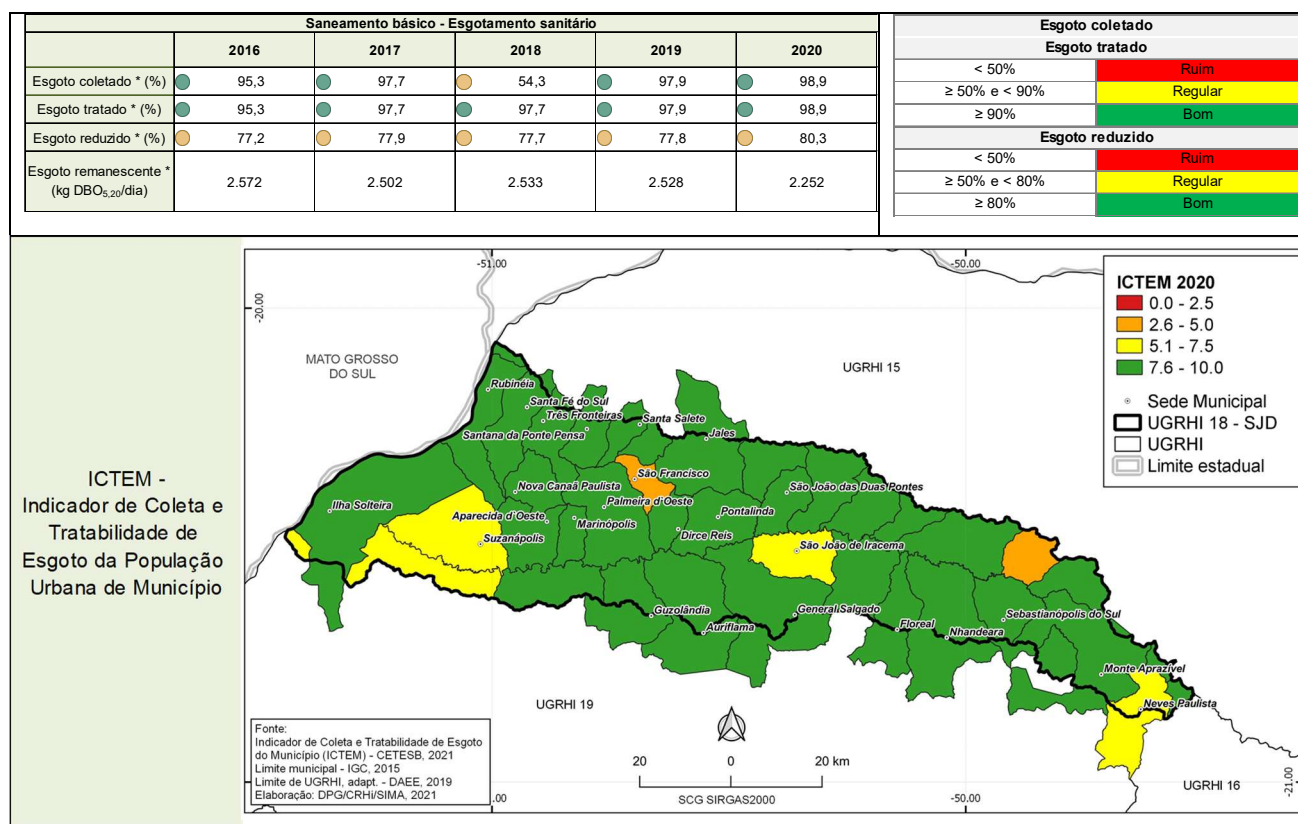 Saneamento básico - Esgotamento sanitário
2016 2017 2018 2019 2020
Esgoto coletado * (%) 95,3 97,7 54,3 97,9 98,9
Esgoto tratado * (%) 95,3 97,7 97,7 97,9 98,9
Esgoto reduzido * (%) 77,2 77,9 77,7 77,8 80,3
Esgoto remanescente *
(kg DBO5,20/dia) 2.572 2.502 2.533 2.528 2.252
Esgoto coletado
Esgoto tratado
< 50% Ruim
≥ 50% e < 90% Regular
≥ 90% Bom
Esgoto reduzido
< 50% Ruim
≥ 50% e < 80% Regular
≥ 80% Bom
ICTEM -
Indicador de Coleta e
Tratabilidade de
Esgoto da População
Urbana de Município
-51.00 -50.00
-20.00
MATO GROSSO
DO SUL
UGRHI 15
ICTEM 2020
0.0 - 2.5
2.6 - 5.0
5.1 - 7.5
7.6 - 10.0
Sede Municipal
UGRHI 18 - SJD
UGRHI
Limite estadual
Rubinéia
Santa Fé do Sul
Três Fronteiras
Santa Salete
Santana da Ponte Pensa
Jales
São Francisco
Nova Canaã Paulista
São João das Duas Pontes
Palmeira d'Oeste
Ilha Solteira
Aparecida d'Oeste
Marinópolis
Pontalinda
Suzanápolis
Dirce Reis
São João de Iracema
Guzolândia
General Salgado
Sebastianópolis do Sul
Auriflama
Floreal
Nhandeara
Monte Aprazível
Neves Paulista
UGRHI 19
UGRHI 16
Fonte:
Indicador de Coleta e Tratabilidade de Esgoto
do Município (ICTEM) - CETESB, 2021
Limite municipal - IGC, 2015
Limite de UGRHI, adapt. - DAEE, 2019
Elaboração: DPG/CRHi/SIMA, 2021
20 0 20 km
SCG SIRGAS2000
.00 -50.00
-21.00